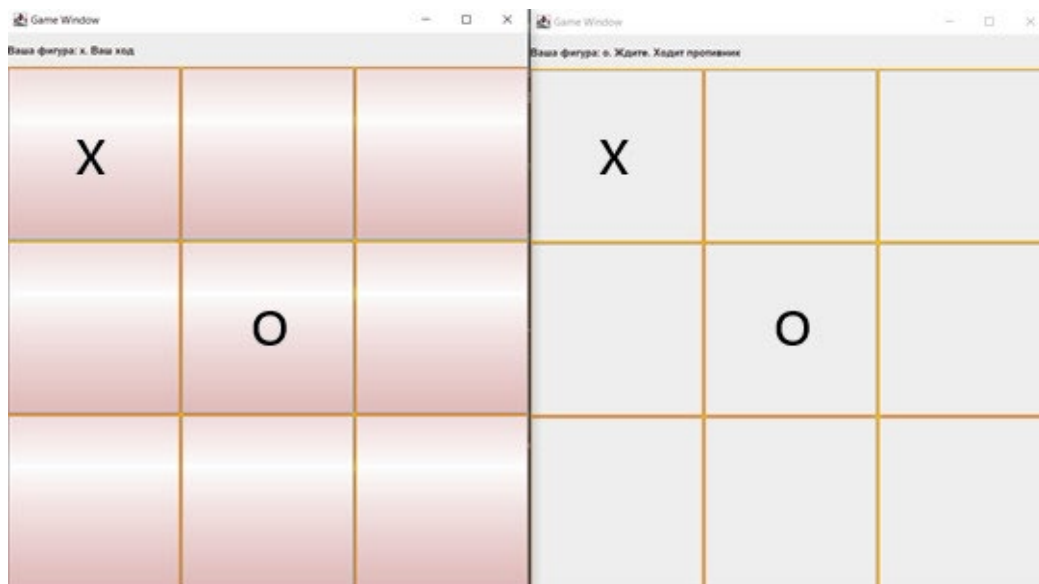 Game Window
Ваша фигура: x. Ваш ход
X
O
Game Window
Ваша фигура: o. Ждите. Ходит противник
X
O